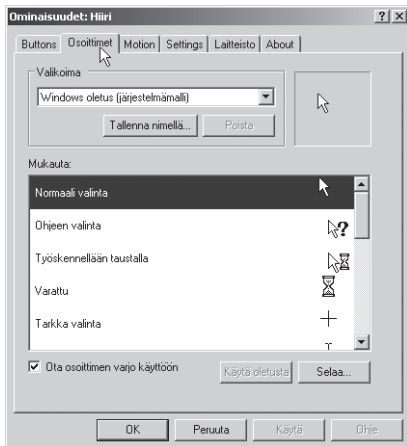 Ominaisuudet: Hiiri
Buttons Osoittimet Motion Settings Laitteisto About
Valikoima
Windows oletus (järjestelmämalli)
Tallenna nimellä... Poista
Mukauta:
Normaali valinta
Ohjeen valinta
Työskennellään taustalla
Varattu
Tarkka valinta
Ota osoittimen varjo käyttöön
Käytä oletusta Selaa...
OK Peruuta Käytä Ohje